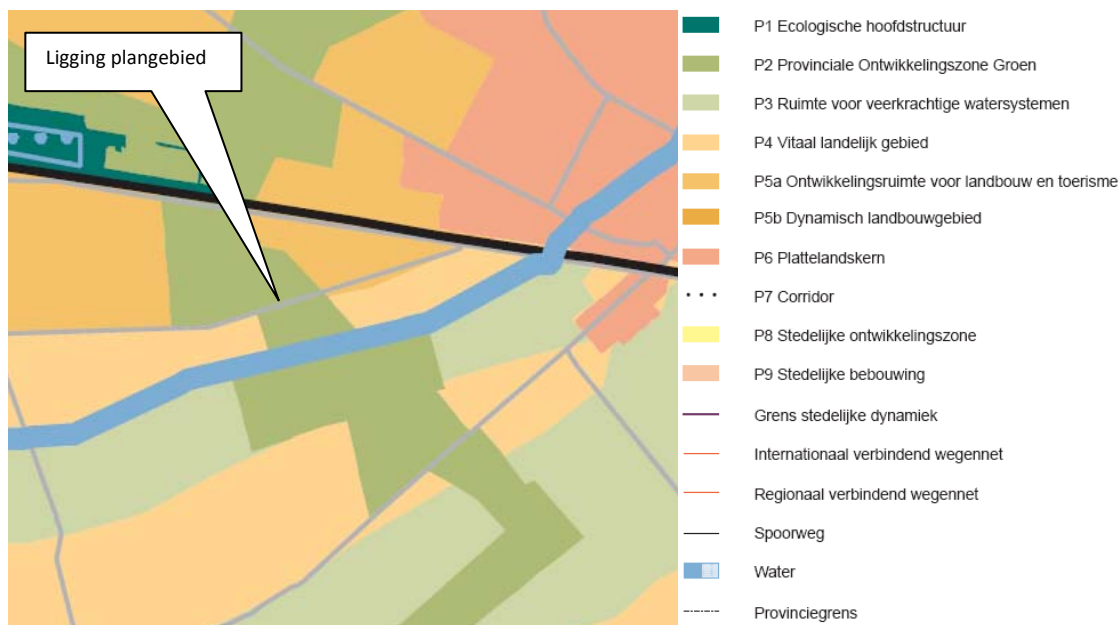 Ligging plangebied
P1 Ecologische hoofdstructuur
P2 Provinciale Ontwikkelingszone Groen
P3 Ruimte voor veerkrachtige watersystemen
P4 Vitaal landelijk gebied
P5a Ontwikkelingsruimte voor landbouw en toerisme
P5b Dynamisch landbouwgebied
P6 Plattelandskern
P7 Corridor
P8 Stedelijke ontwikkelingszone
P9 Stedelijke bebouwing
Grens stedelijke dynamiek
Internationaal verbindend wegennet
Regionaal verbindend wegennet
Spoorweg
Water
Provinciegrens